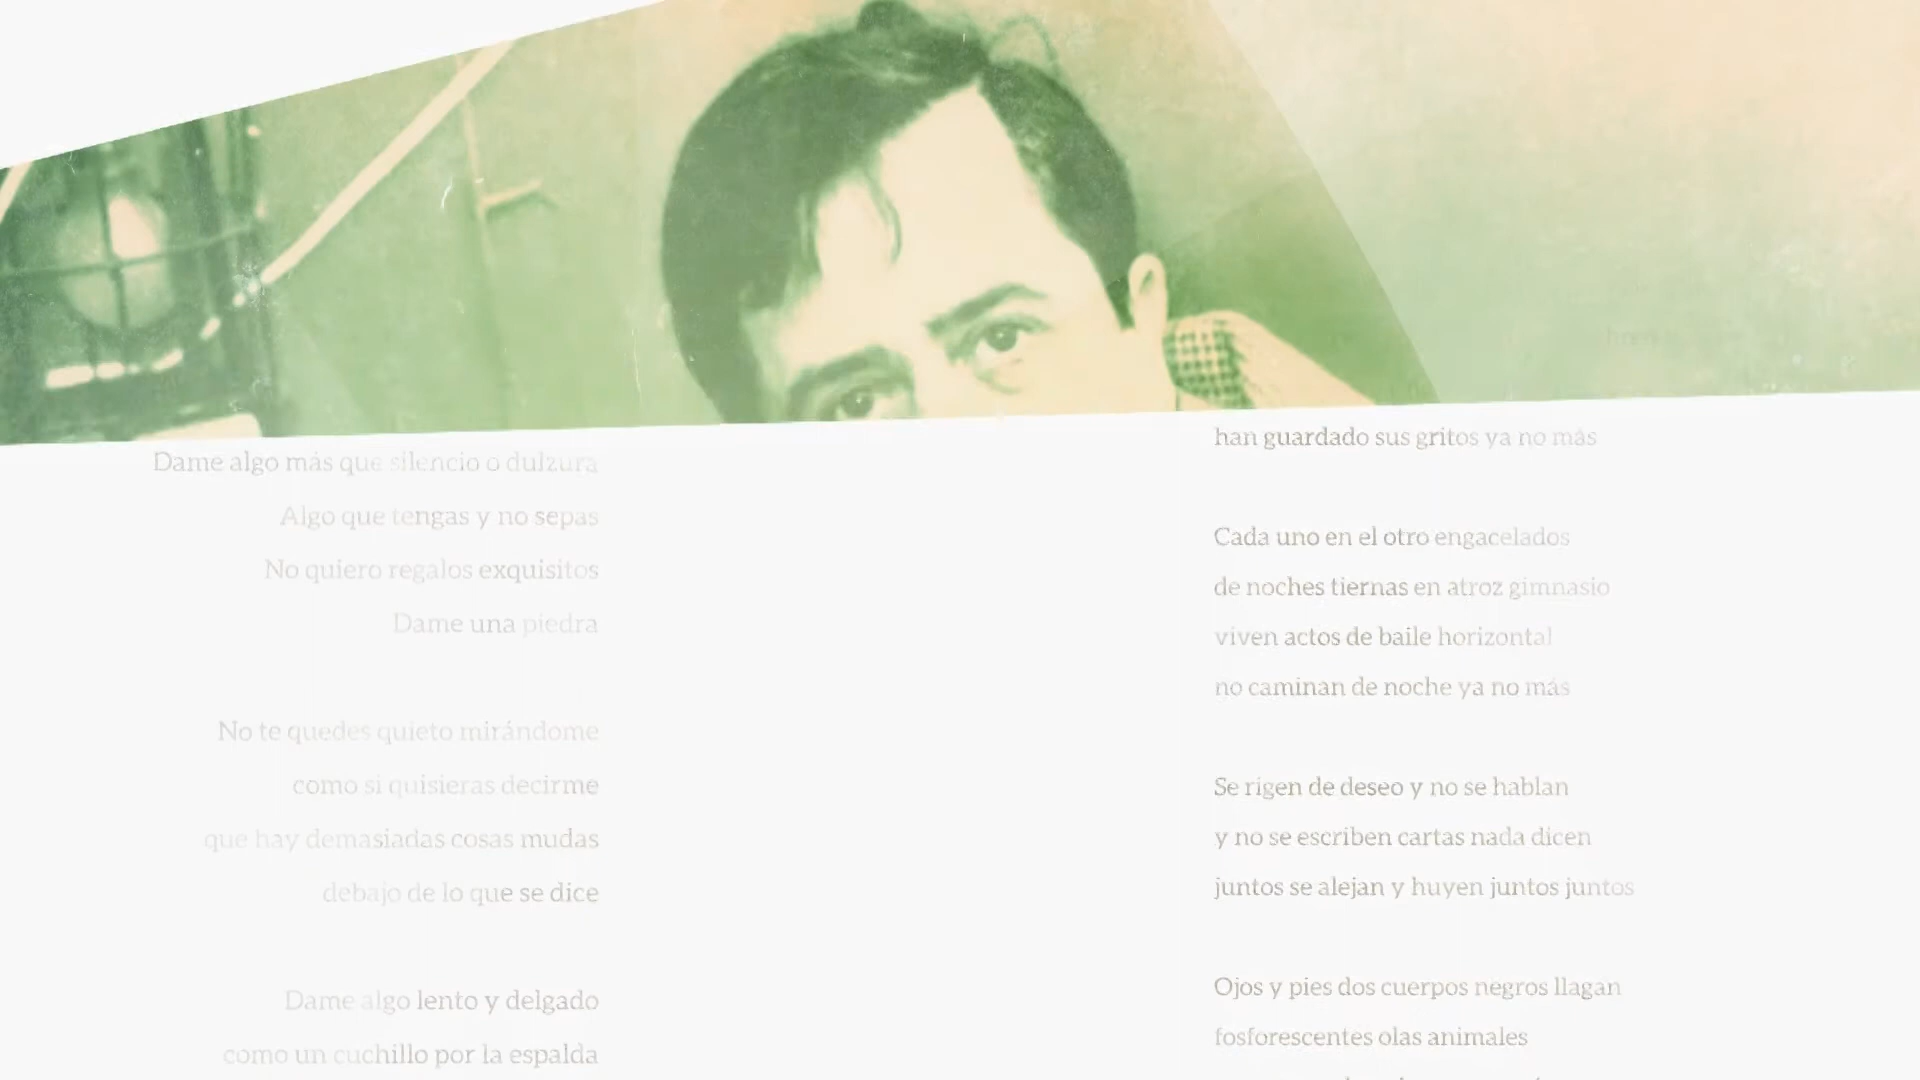 Dame algo más que silencio o dulzura
Algo que tengas y no sepas
No quiero regalos exquisitos
Dame una piedra
No te quedes quieto mirándome
como si quisieras decirme
que hay demasiadas cosas mudas
debajo de lo que se dice
Dame algo lento y delgado
como un cuchillo por la espalda
han guardado sus gritos ya no más
Cada uno en el otro engacelados
de noches tiernas en atroz gimnasio
viven actos de baile horizontal
no caminan de noche ya no más
Se rigen de deseo y no se hablan
y no se escriben cartas nada dicen
juntos se alejan y huyen juntos juntos
Ojos y pies dos cuerpos negros llagan
fosforescentes olas animales